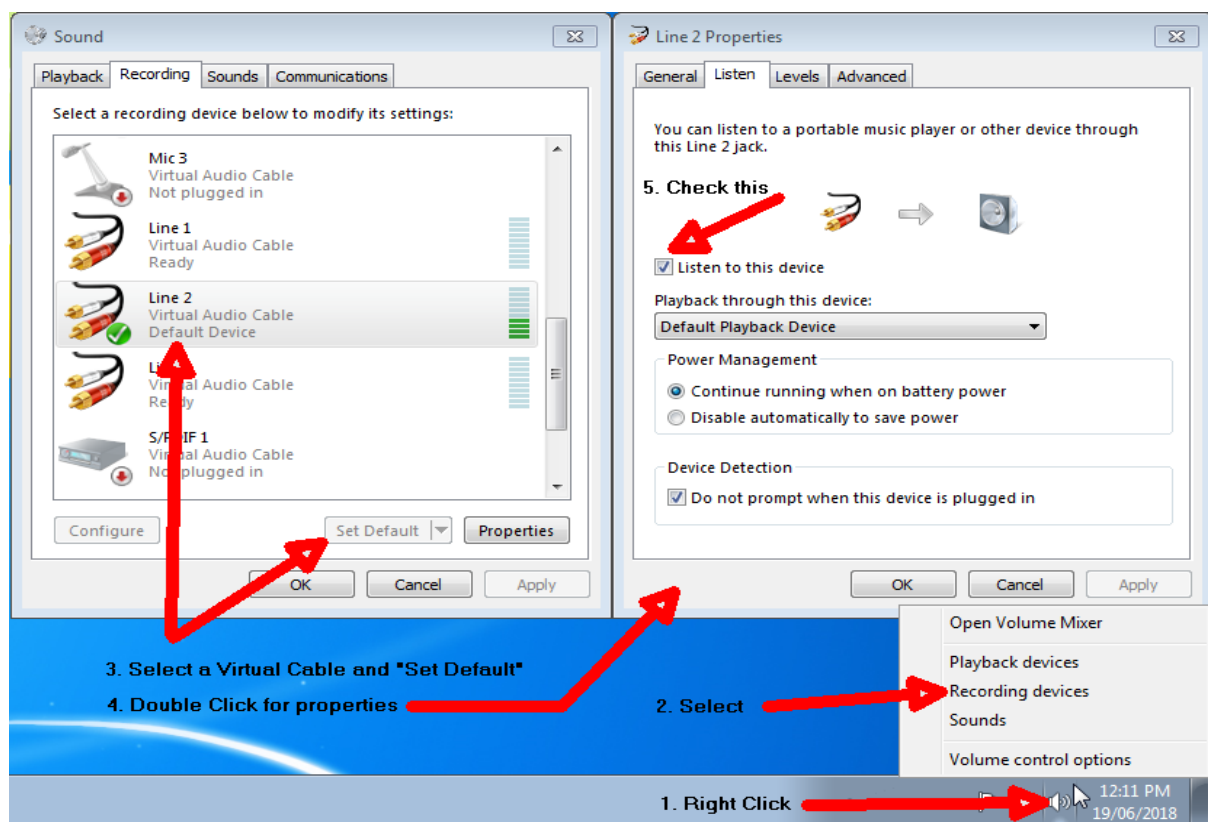 Sound
Playback Recording Sounds Communications
Select a recording device below to modify its settings:
Mic 3
Virtual Audio Cable
Not plugged in
Line 1
Virtual Audio Cable
Ready
Line 2
Virtual Audio Cable
Default Device
Virtual Audio Cable
Ready
S/PDIF 1
Virtual Audio Cable
Not plugged in
Configure Set Default Properties
OK Cancel Apply
Line 2 Properties
General Listen Levels Advanced
You can listen to a portable music player or other device through
this Line 2 jack.
5. Check this
Listen to this device
Playback through this device:
Default Playback Device
Power Management
Continue running when on battery power
Disable automatically to save power
Device Detection
Do not prompt when this device is plugged in
OK Cancel Apply
3. Select a Virtual Cable and "Set Default"
4. Double Click for properties
2. Select
Open Volume Mixer
Playback devices
Recording devices
Sounds
Volume control options
1. Right Click
12:11 PM
19/06/2018